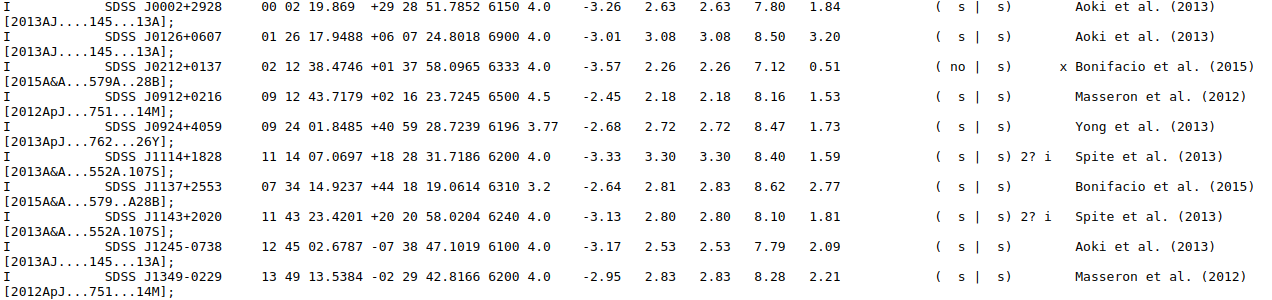 I SDSS J0002+2928 00 02 19.869 +29 28 51.7852 6150 4.0 -3.26 2.63 2.63 7.80 1.84 ( s | s) Aoki et al. (2013)
[2013AJ....145...13A];
I SDSS J0126+0607 01 26 17.9488 +06 07 24.8018 6900 4.0 -3.01 3.08 3.08 8.50 3.20 ( s | s) Aoki et al. (2013)
[2013AJ....145...13A];
I SDSS J0212+0137 02 12 38.4746 +01 37 58.0965 6333 4.0 -3.57 2.26 2.26 7.12 0.51 ( no | s) x Bonifacio et al. (2015)
[2015A&A...579A..28B];
I SDSS J0912+0216 09 12 43.7179 +02 16 23.7245 6500 4.5 -2.45 2.18 2.18 8.16 1.53 ( s | s) Masseron et al. (2012)
[2012ApJ...751...14M];
I SDSS J0924+4059 09 24 01.8485 +40 59 28.7239 6196 3.77 -2.68 2.72 2.72 8.47 1.73 ( s | s) Yong et al. (2013)
[2013ApJ...762...26Y];
I SDSS J1114+1828 11 14 07.0697 +18 28 31.7186 6200 4.0 -3.33 3.30 3.30 8.40 1.59 ( s | s) 2? i Spite et al. (2013)
[2013A&A...552A.107S];
I SDSS J1137+2553 07 34 14.9237 +44 18 19.0614 6310 3.2 -2.64 2.81 2.83 8.62 2.77 ( s | s) Bonifacio et al. (2015)
[2015A&A...579..A28B];
I SDSS J1143+2020 11 43 23.4201 +20 20 58.0204 6240 4.0 -3.13 2.80 2.80 8.10 1.81 ( s | s) 2? i Spite et al. (2013)
[2013A&A...552A.107S];
I SDSS J1245-0738 12 45 02.6787 -07 38 47.1019 6100 4.0 -3.17 2.53 2.53 7.79 2.09 ( s | s) Aoki et al. (2013)
[2013AJ....145...13A];
I SDSS J1349-0229 13 49 13.5384 -02 29 42.8166 6200 4.0 -2.95 2.83 2.83 8.28 2.21 ( s | s) Masseron et al. (2012)
[2012ApJ...751...14M];